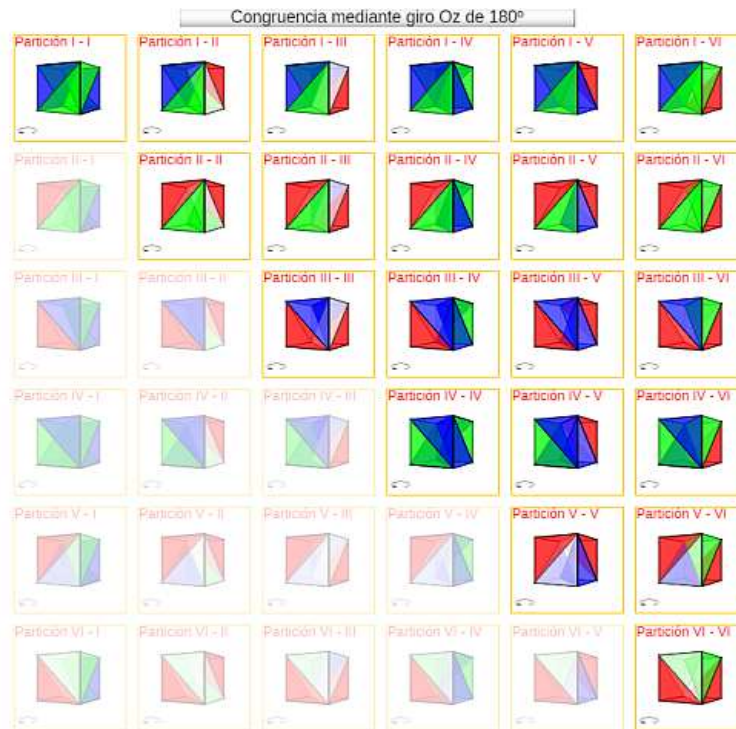 Congruencia mediante giro Oz de 180º
Partición I - I Partición I - II Partición I - III Partición I - IV Partición I - V Partición I - VI
Partición II - I Partición II - II Partición II - III Partición II - IV Partición II - V Partición II - VI
Partición III - I Partición III - II Partición III - III Partición III - IV Partición III - V Partición III - VI
Partición IV - I Partición IV - II Partición IV - III Partición IV - IV Partición IV - V Partición IV - VI
Partición V - I Partición V - II Partición V - III Partición V - IV Partición V - V Partición V - VI
Partición VI - I Partición VI - II Partición VI - III Partición VI - IV Partición VI - V Partición VI - VI